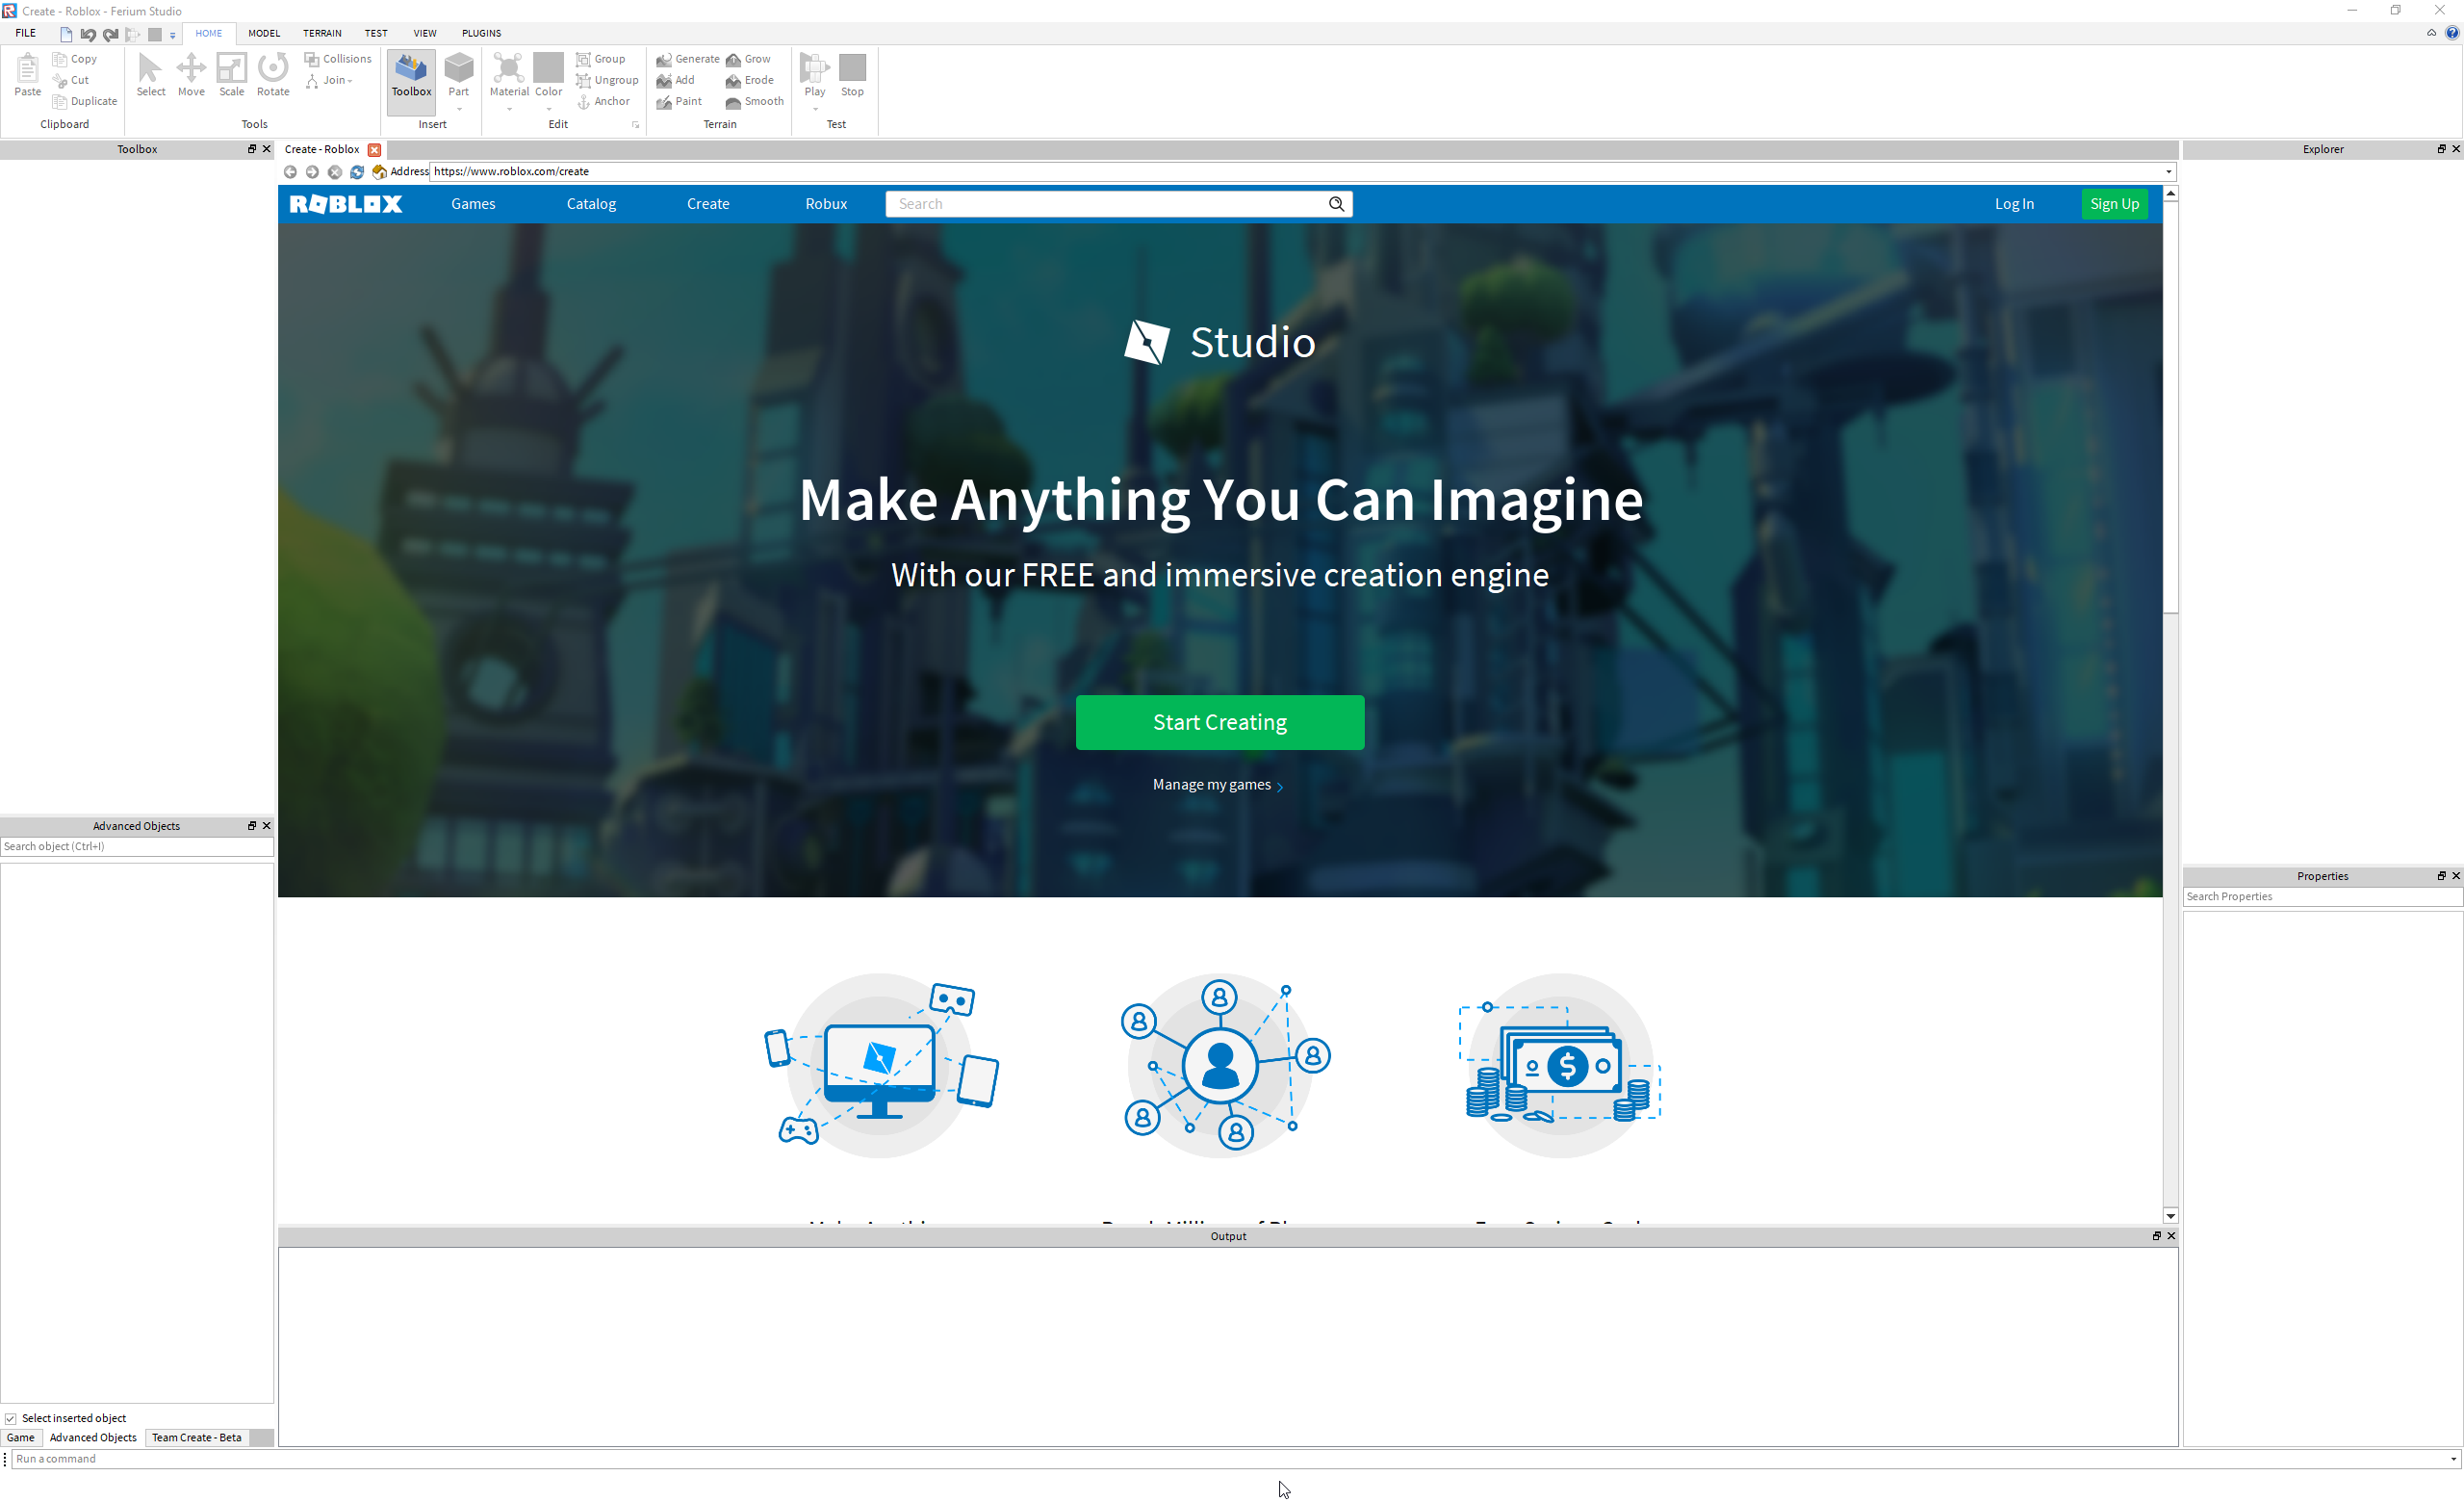 Create - Roblox - Ferium Studio
FILE HOME MODEL TERRAIN TEST VIEW PLUGINS
Paste
Copy
Cut
Duplicate
Clipboard
Select
Move
Scale
Rotate
Collisions
Join
Tools
Toolbox
Part
Insert
Material
Color
Group
Ungroup
Anchor
Edit
Generate
Add
Paint
Grow
Erode
Smooth
Terrain
Play
Stop
Test
Toolbox
Create - Roblox
Explorer
Address https://www.roblox.com/create
ROBLOX Games Catalog Create Robux Search Log In Sign Up
Studio
Make Anything You Can Imagine
With our FREE and immersive creation engine
Start Creating
Manage my games
Advanced Objects
Search object (Ctrl+I)
Properties
Search Properties
Output
Select inserted object
Game Advanced Objects Team Create - Beta
Run a command